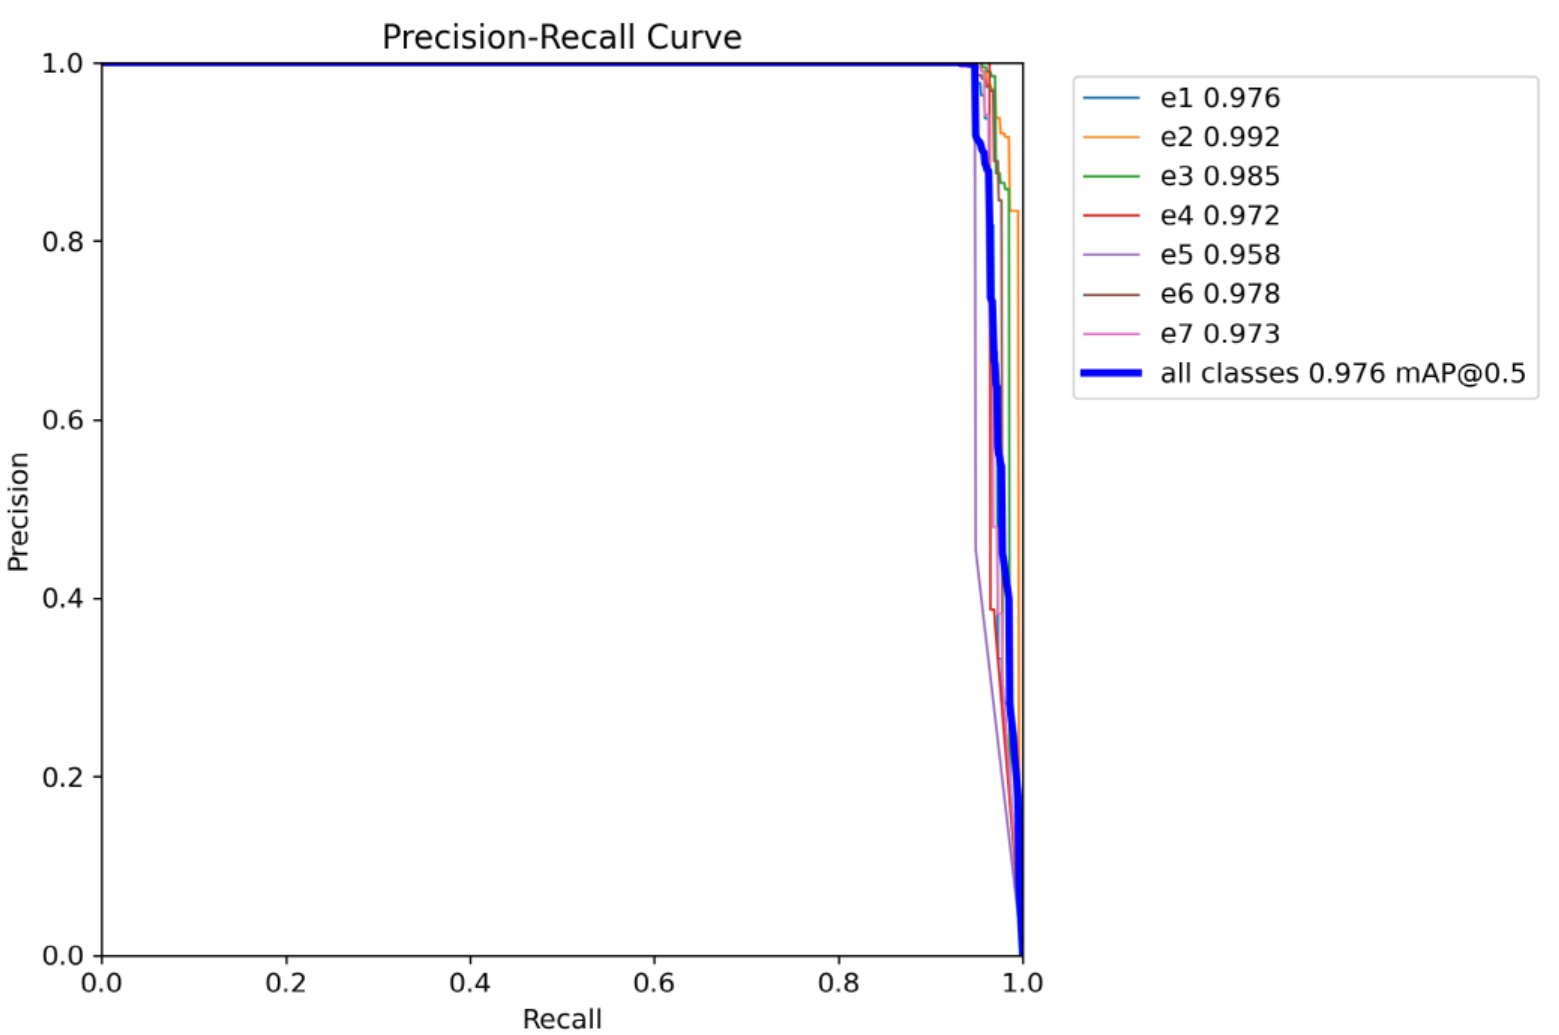 Precision-Recall Curve
1.0
0.8
0.6
0.4
0.2
0.0
Precision
0.0 0.2 0.4 0.6 0.8 1.0
Recall
e1 0.976
e2 0.992
e3 0.985
e4 0.972
e5 0.958
e6 0.978
e7 0.973
all classes 0.976 mAP@0.5